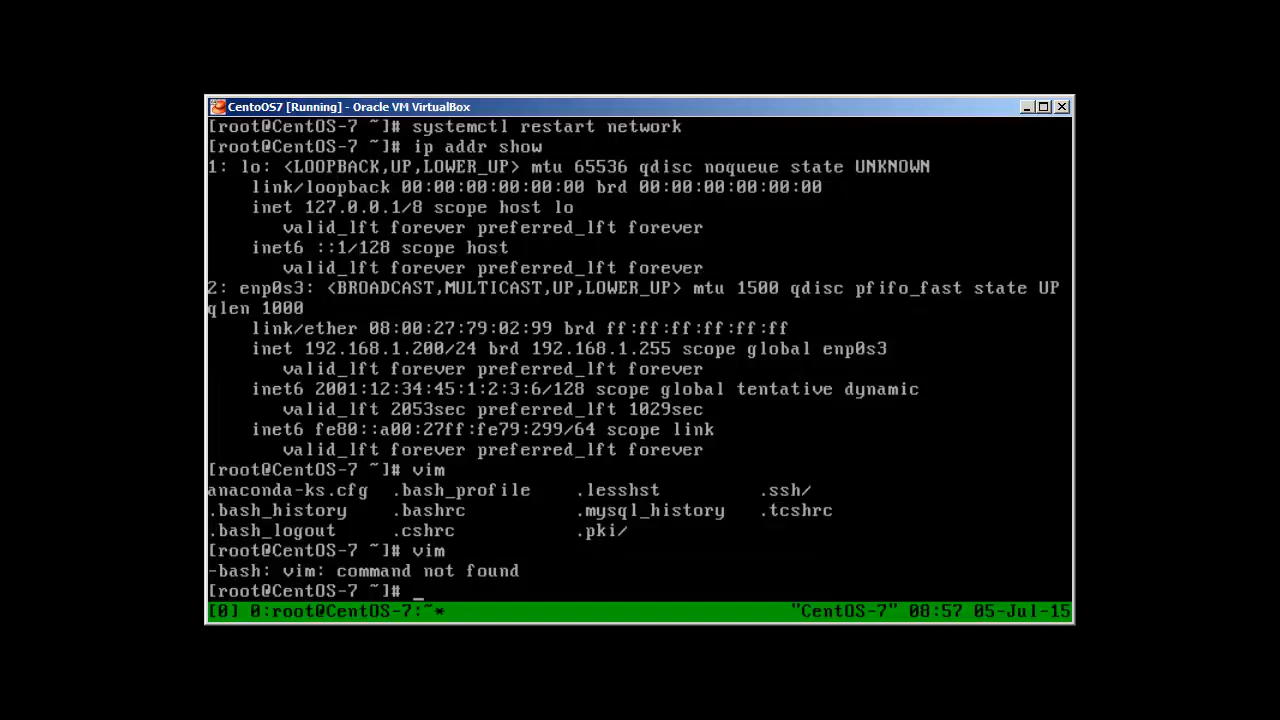 CentoOS7 [Running] - Oracle VM VirtualBox
[root@CentOS-7 ~]# systemctl restart network
[root@CentOS-7 ~]# ip addr show
1: lo: <LOOPBACK,UP,LOWER_UP> mtu 65536 qdisc noqueue state UNKNOWN
link/loopback 00:00:00:00:00:00 brd 00:00:00:00:00:00
inet 127.0.0.1/8 scope host lo
valid_lft forever preferred_lft forever
inet6 ::1/128 scope host
valid_lft forever preferred_lft forever
2: enp0s3: <BROADCAST,MULTICAST,UP,LOWER_UP> mtu 1500 qdisc pfifo_fast state UP
qlen 1000
link/ether 08:00:27:79:02:99 brd ff:ff:ff:ff:ff:ff
inet 192.168.1.200/24 brd 192.168.1.255 scope global enp0s3
valid_lft forever preferred_lft forever
inet6 2001:12:34:45:1:2:3:6/128 scope global tentative dynamic
valid_lft 2053sec preferred_lft 1029sec
inet6 fe80::a00:27ff:fe79:299/64 scope link
valid_lft forever preferred_lft forever
[root@CentOS-7 ~]# vim
anaconda-ks.cfg .bash_profile .lesshst .ssh/
.bash_history .bashrc .mysql_history .tcshrc
.bash_logout .cshrc .pki/
[root@CentOS-7 ~]# vim
-bash: vim: command not found
[root@CentOS-7 ~]# _
[0] 0:root@CentOS-7:~* "CentOS-7" 08:57 05-Jul-15